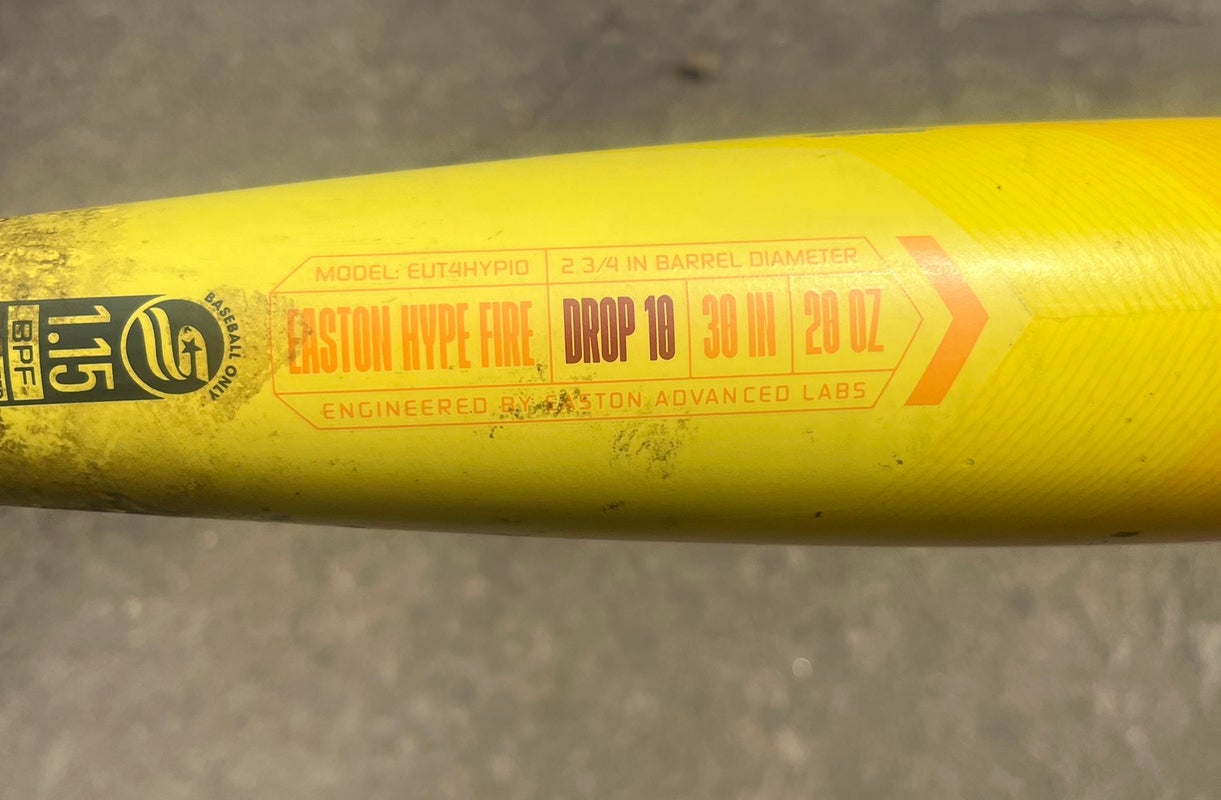 MODEL: EUT4HYP10
2 3/4 IN BARREL DIAMETER
EASTON HYPE FIRE
DROP 10
30 IN
20 OZ
ENGINEERED BY EASTON ADVANCED LABS
BASEBALL ONLY
1.15
BPF